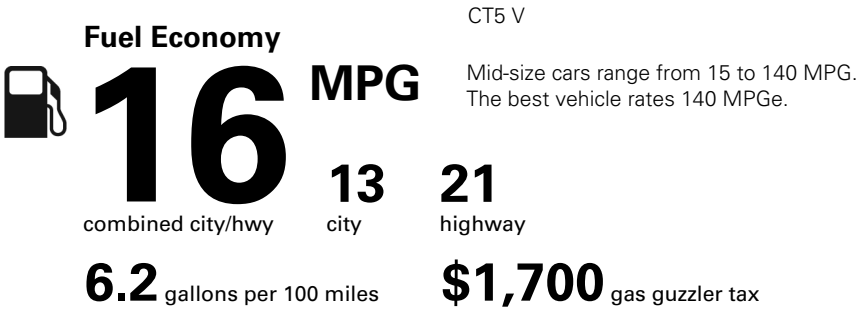 CT5 V
Fuel Economy
16 MPG
Mid-size cars range from 15 to 140 MPG.
The best vehicle rates 140 MPGe.
13 21
combined city/hwy city highway
6.2 gallons per 100 miles $1,700 gas guzzler tax